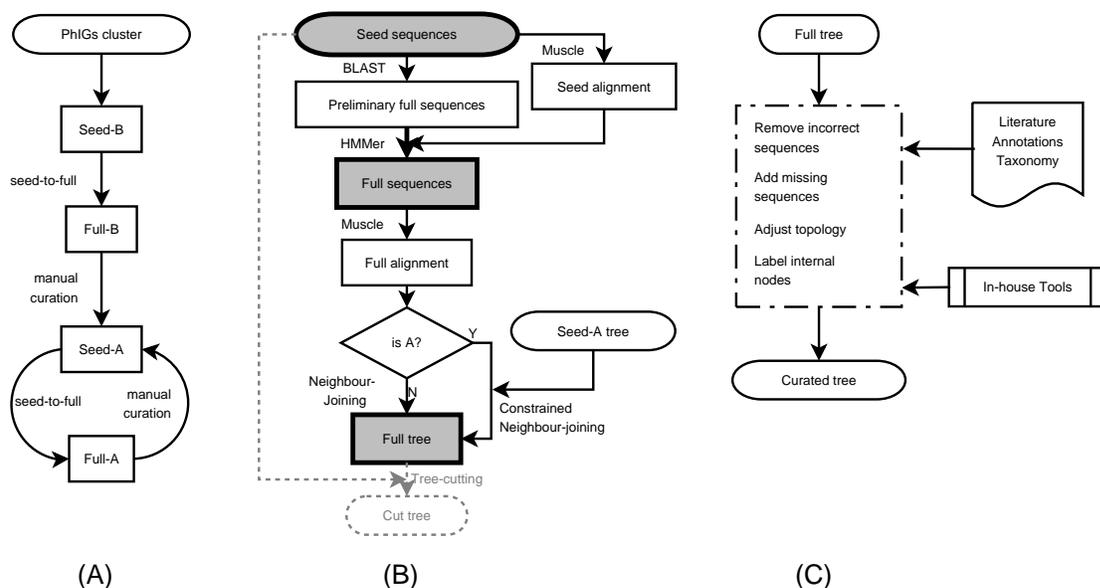 PhIGs cluster
Seed-B
seed-to-full
Full-B
manual
curation
Seed-A
seed-to-full
manual
curation
Full-A
(A)
Seed sequences
BLAST
Muscle
Preliminary full sequences
Seed alignment
HMMer
Full sequences
Muscle
Full alignment
is A?
Y
Seed-A tree
Neighbour-
Joining
N
Constrained
Neighbour-joining
Full tree
Tree-cutting
Cut tree
(B)
Full tree
Remove incorrect
sequences
Add missing
sequences
Adjust topology
Label internal
nodes
Literature
Annotations
Taxonomy
In-house Tools
Curated tree
(C)